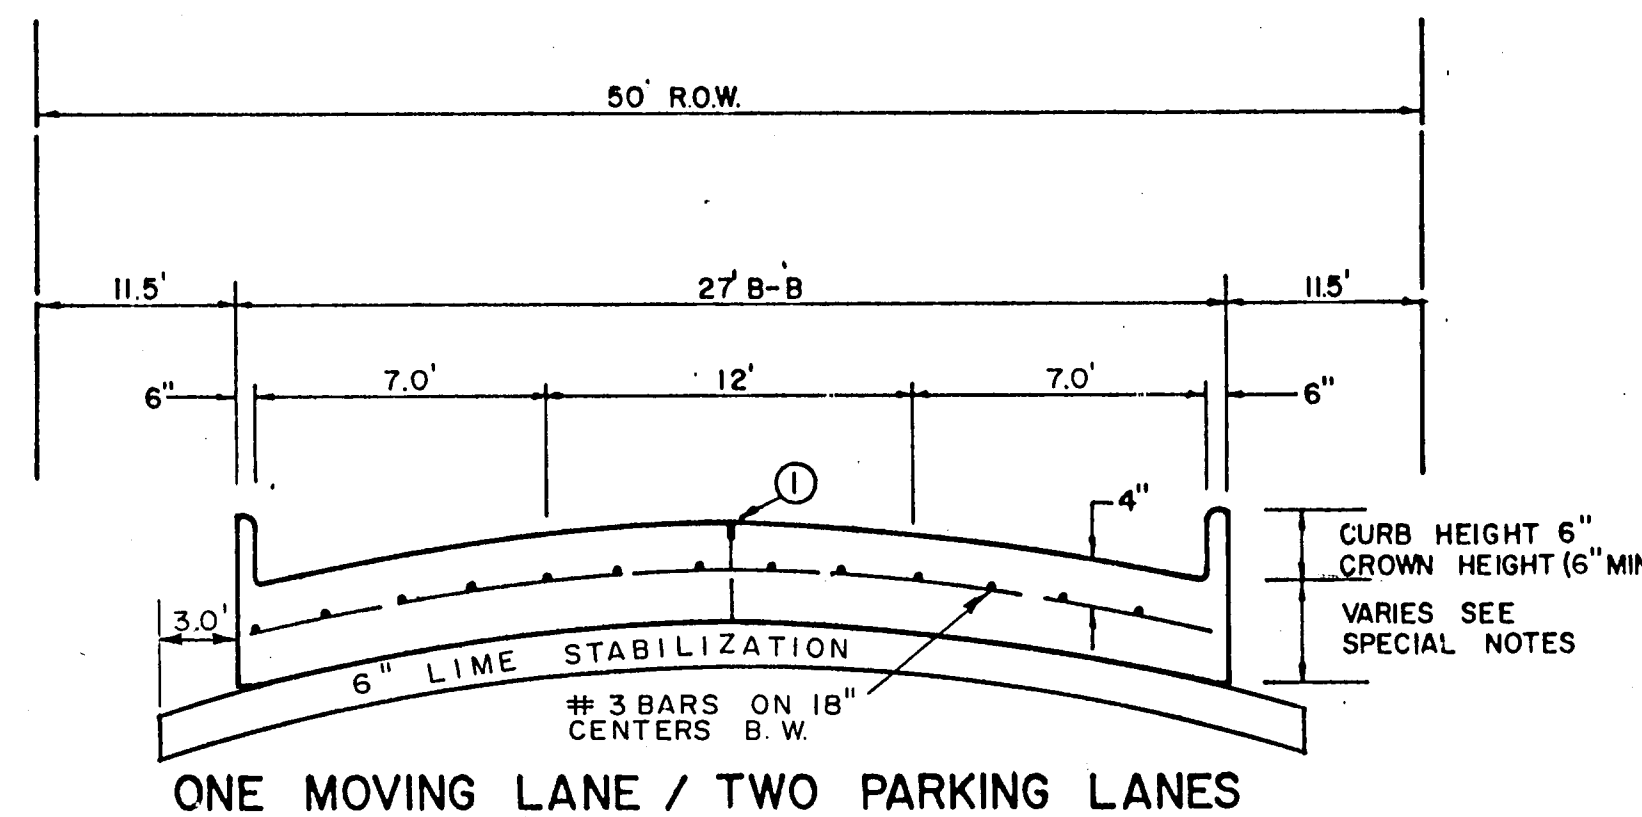 50' R.O.W.
11.5'
27' B-B
11.5'
6"
7.0'
12'
7.0'
6"
1
4"
CURB HEIGHT 6"
CROWN HEIGHT (6" MIN
3.0'
VARIES SEE
SPECIAL NOTES
6" LIME STABILIZATION
# 3 BARS ON 18"
CENTERS B.W.
ONE MOVING LANE / TWO PARKING LANES